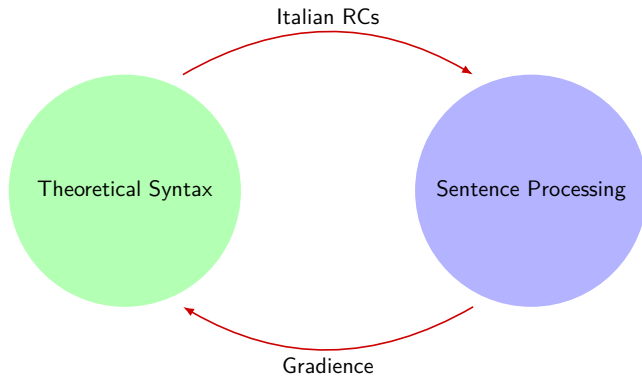 Italian RCs
Theoretical Syntax
Sentence Processing
Gradience